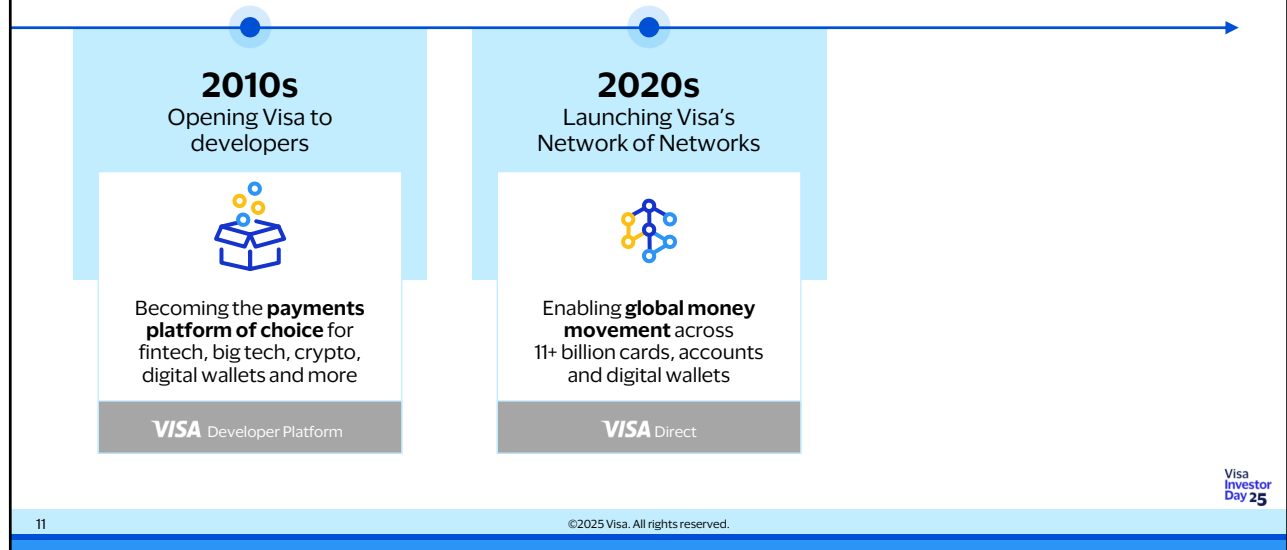 2010s
Opening Visa to
developers
Becoming the payments
platform of choice for
fintech, big tech, crypto,
digital wallets and more
VISA Developer Platform
2020s
Launching Visa's
Network of Networks
Enabling global money
movement across
11+ billion cards, accounts
and digital wallets
VISA Direct
Visa
Investor
Day 25
11
©2025 Visa. All rights reserved.